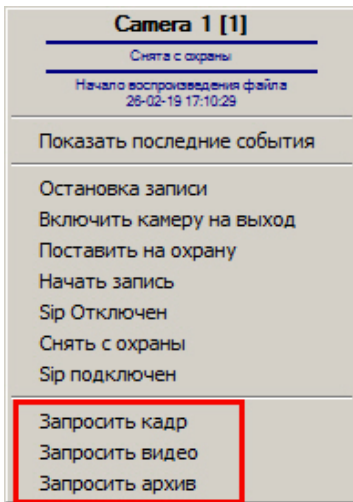 Camera 1 [1]
Снята с охраны
Начало воспроизведения файла
26-02-19 17:10:29
Показать последние события
Остановка записи
Включить камеру на выход
Поставить на охрану
Начать запись
Sip Отключен
Снять с охраны
Sip подключен
Запросить кадр
Запросить видео
Запросить архив